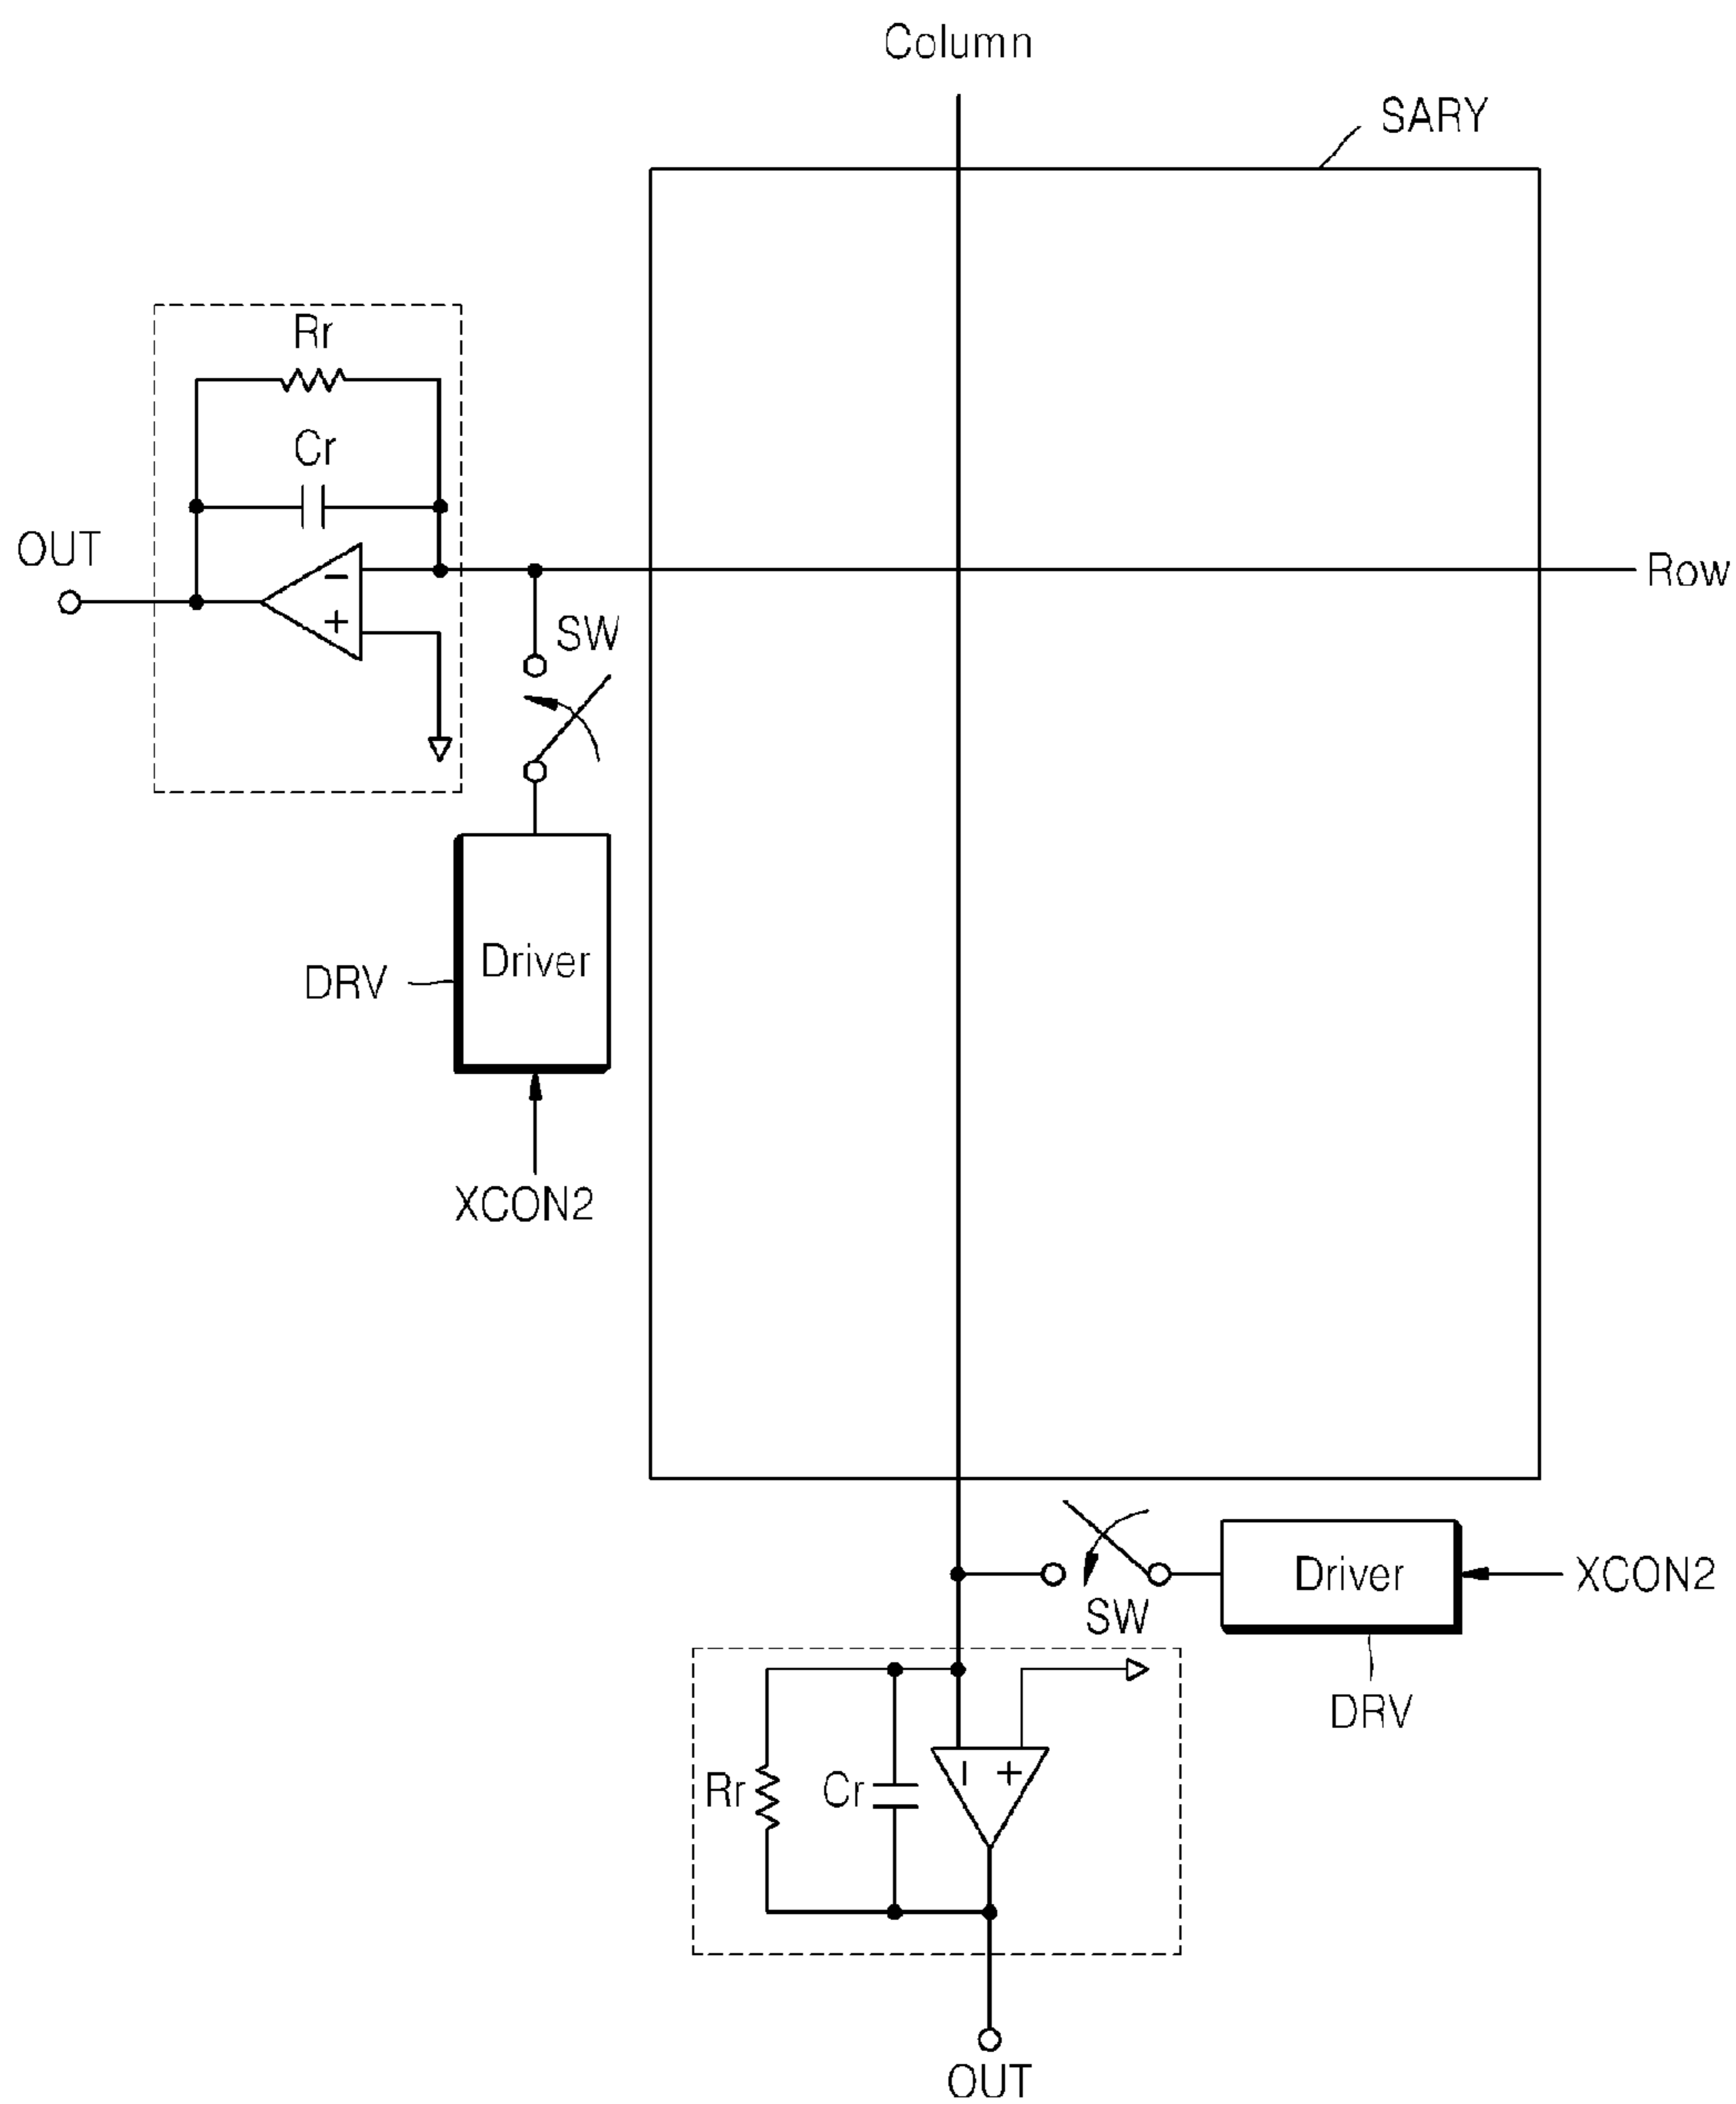 Column
SARY
Rr
Cr
OUT
−
+
Row
SW
Driver
DRV
XCON2
Driver
XCON2
SW
DRV
Rr
Cr
− +
OUT